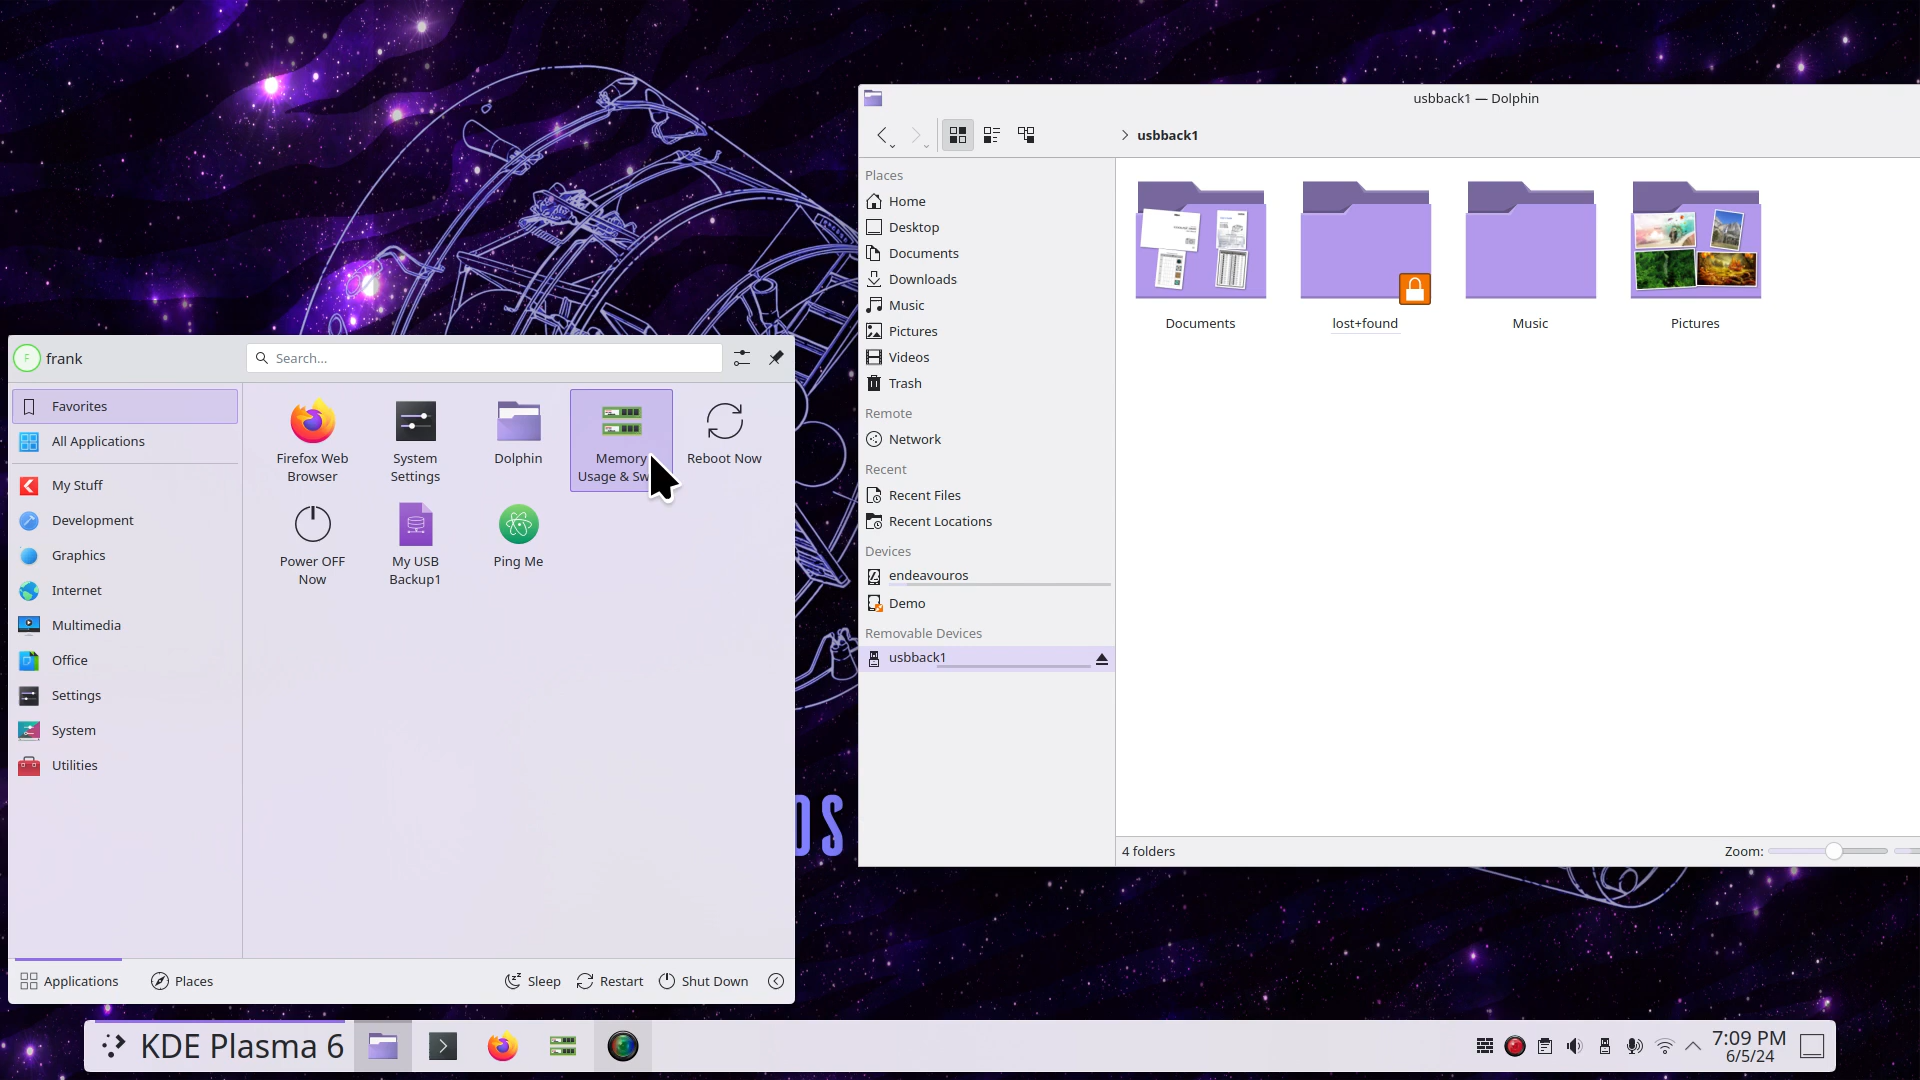 usbback1 — Dolphin
usbback1
Places
Home
Desktop
Documents
Downloads
Music
Pictures
Videos
Trash
Remote
Network
Recent
Recent Files
Recent Locations
Devices
endeavouros
Demo
Removable Devices
usbback1
Documents
lost+found
Music
Pictures
4 folders
Zoom:
F
frank
Search...
Favorites
All Applications
My Stuff
Development
Graphics
Internet
Multimedia
Office
Settings
System
Utilities
Firefox Web
Browser
System
Settings
Dolphin
Memory
Usage &
Reboot Now
Power OFF
Now
My USB
Backup1
Ping Me
Applications
Places
Sleep
Restart
Shut Down
OS
KDE Plasma 6
7:09 PM
6/5/24